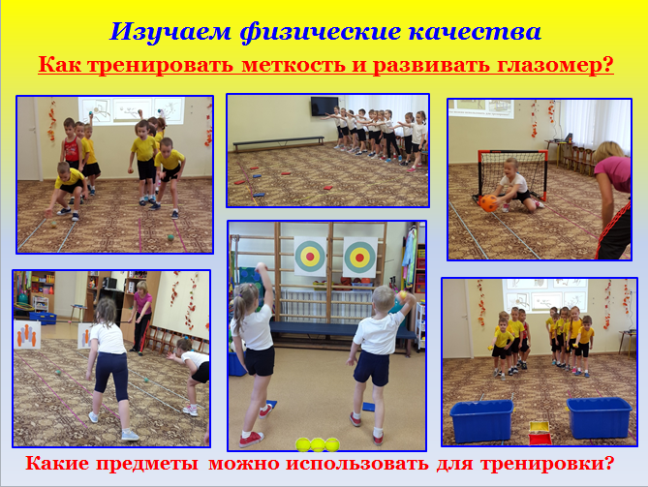 Изучаем физические качества
Как тренировать меткость и развивать глазомер?
Какие предметы можно использовать для тренировки?